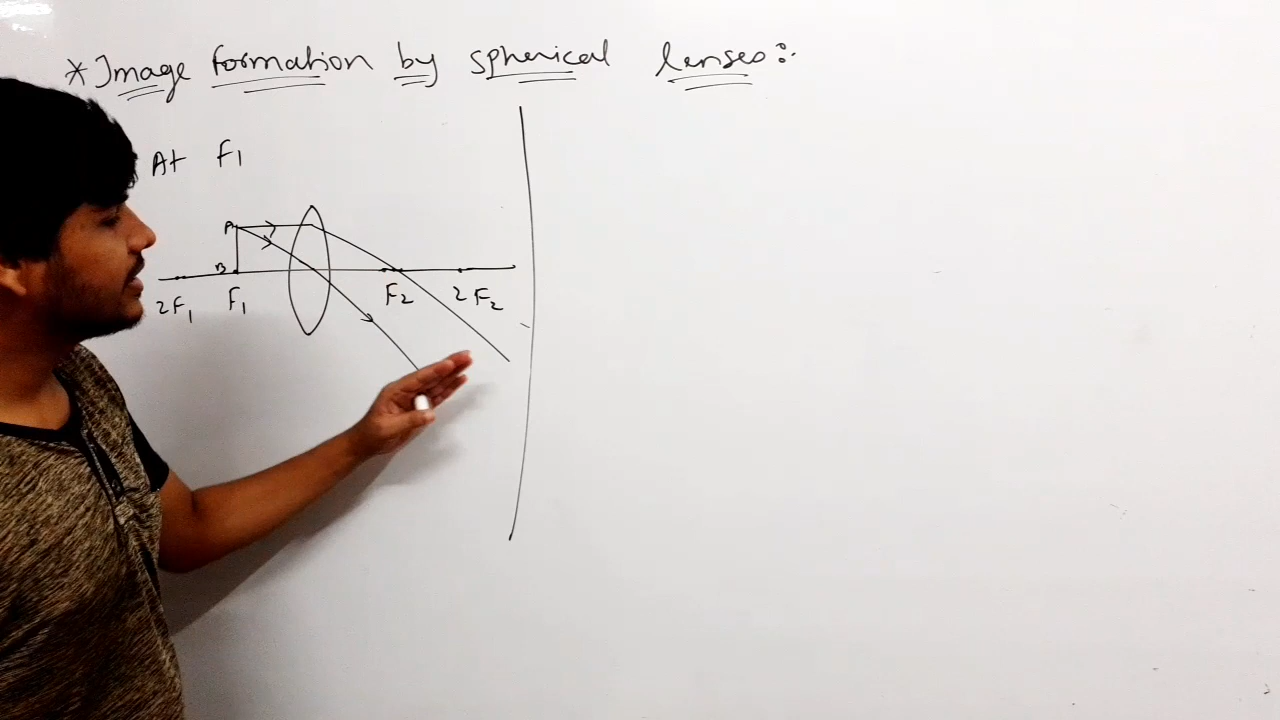 *Image formation by spherical lenses:-
At F1
A
B
2F1 F1 F2 2F2